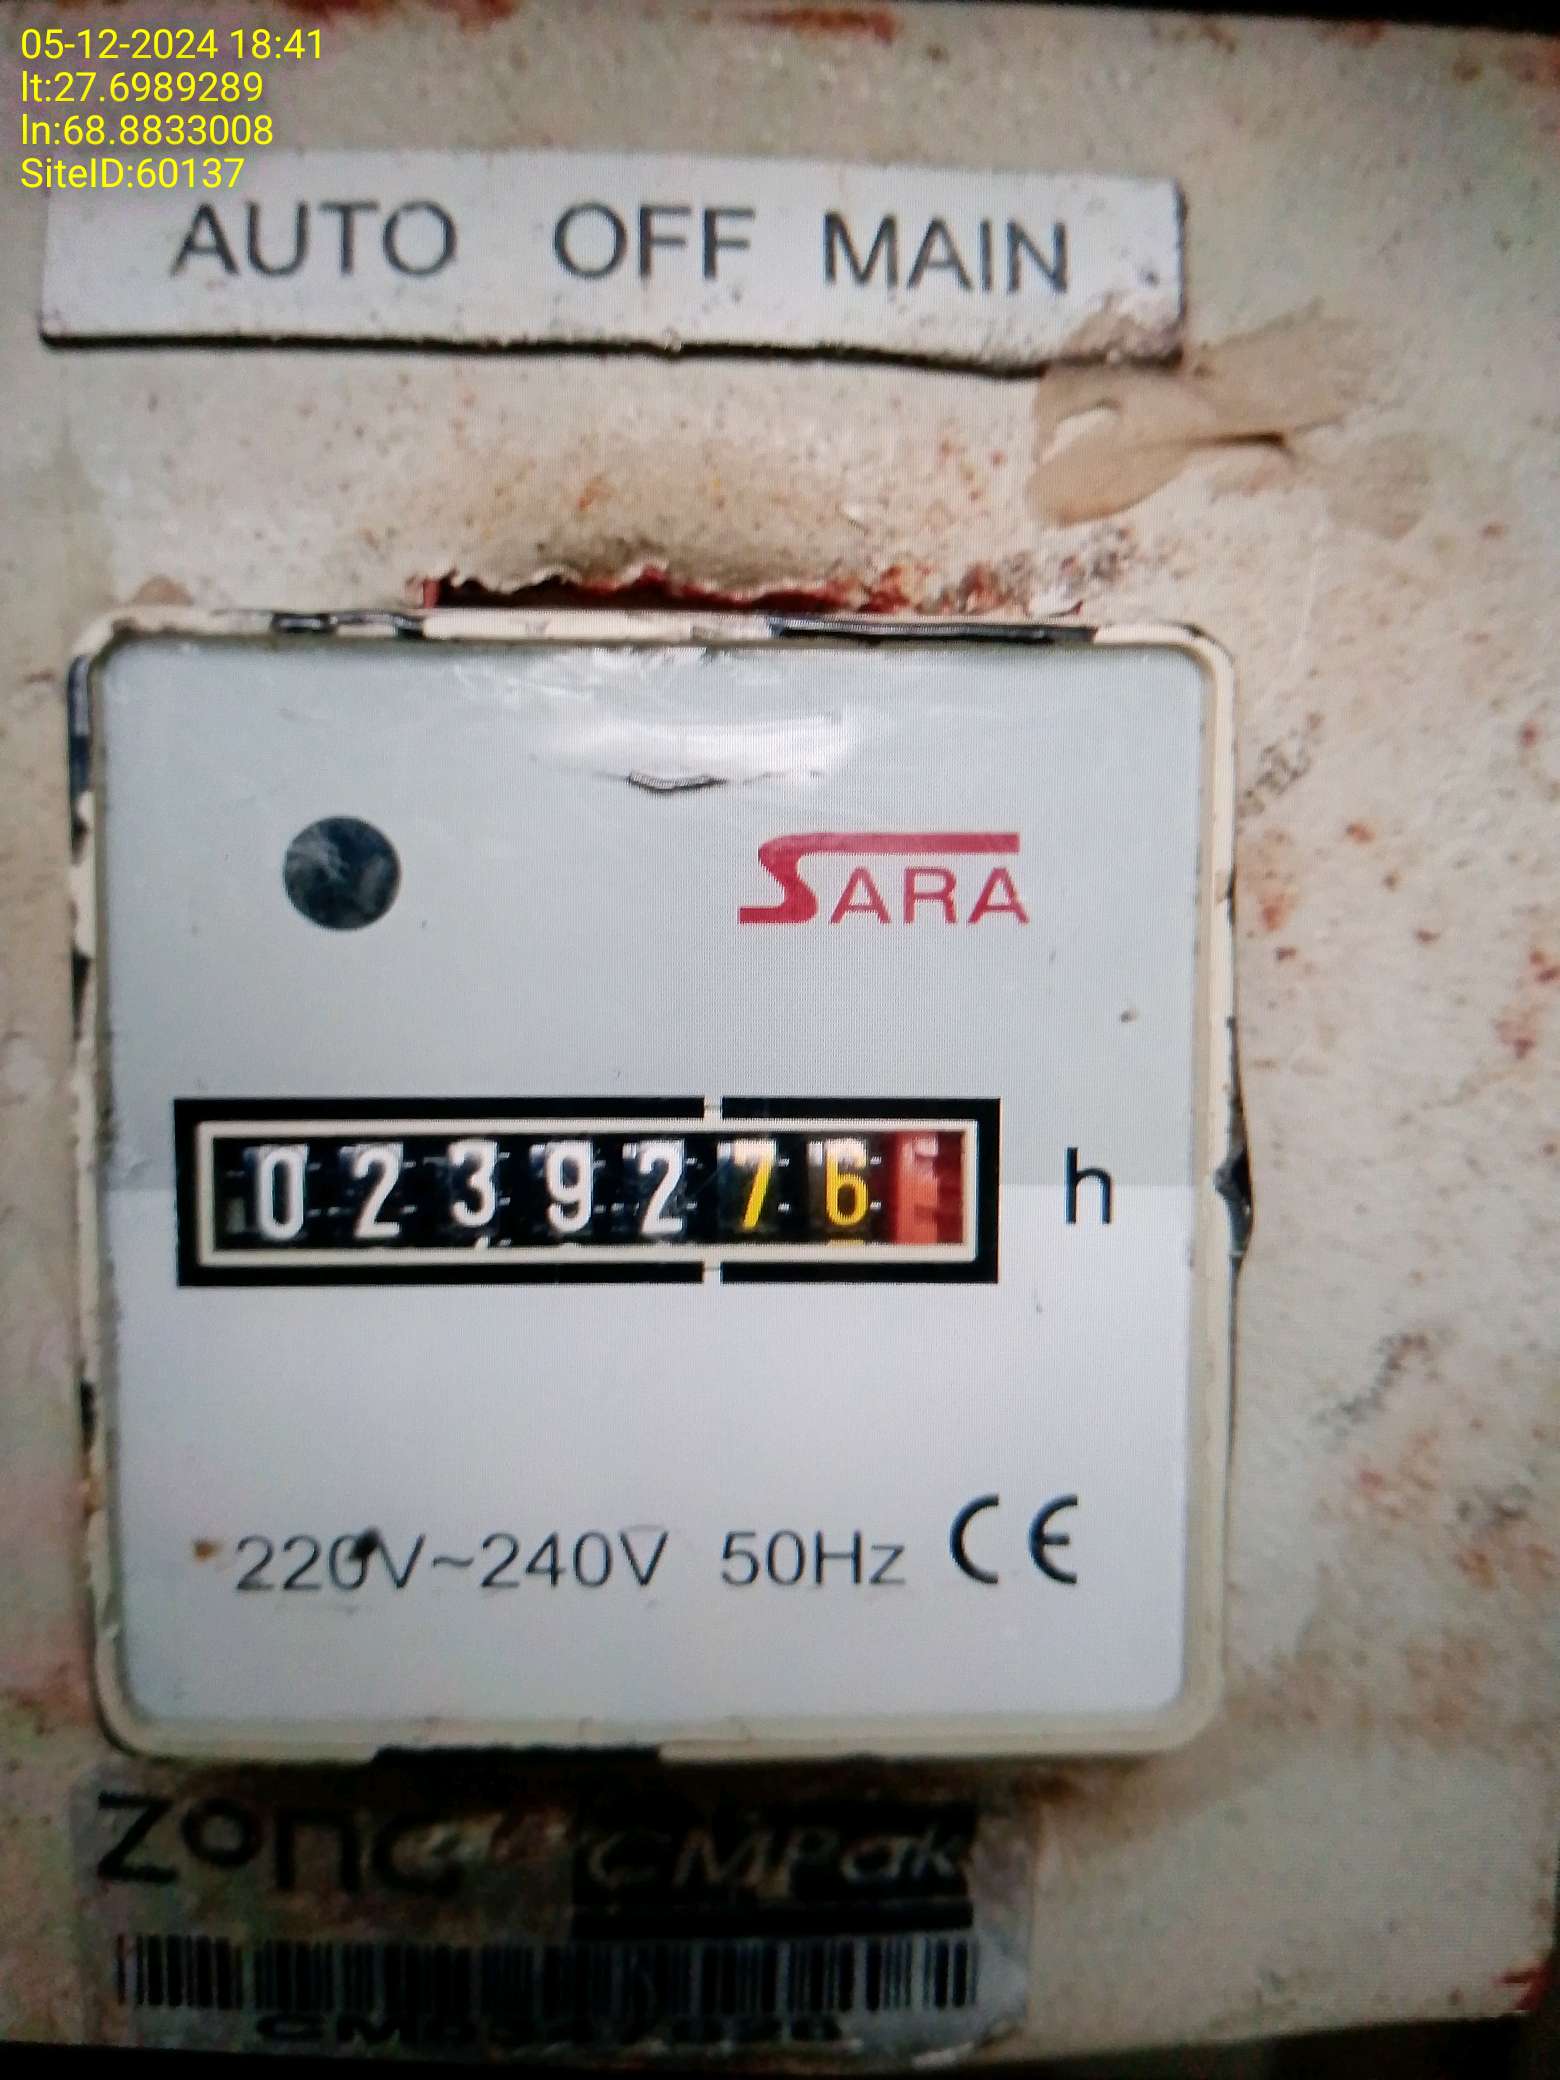 05-12-2024 18:41
lt:27.6989289
ln:68.8833008
SiteID:60137
AUTO OFF MAIN
SARA
0239276
h
220V~240V 50Hz CE
zong CMPak